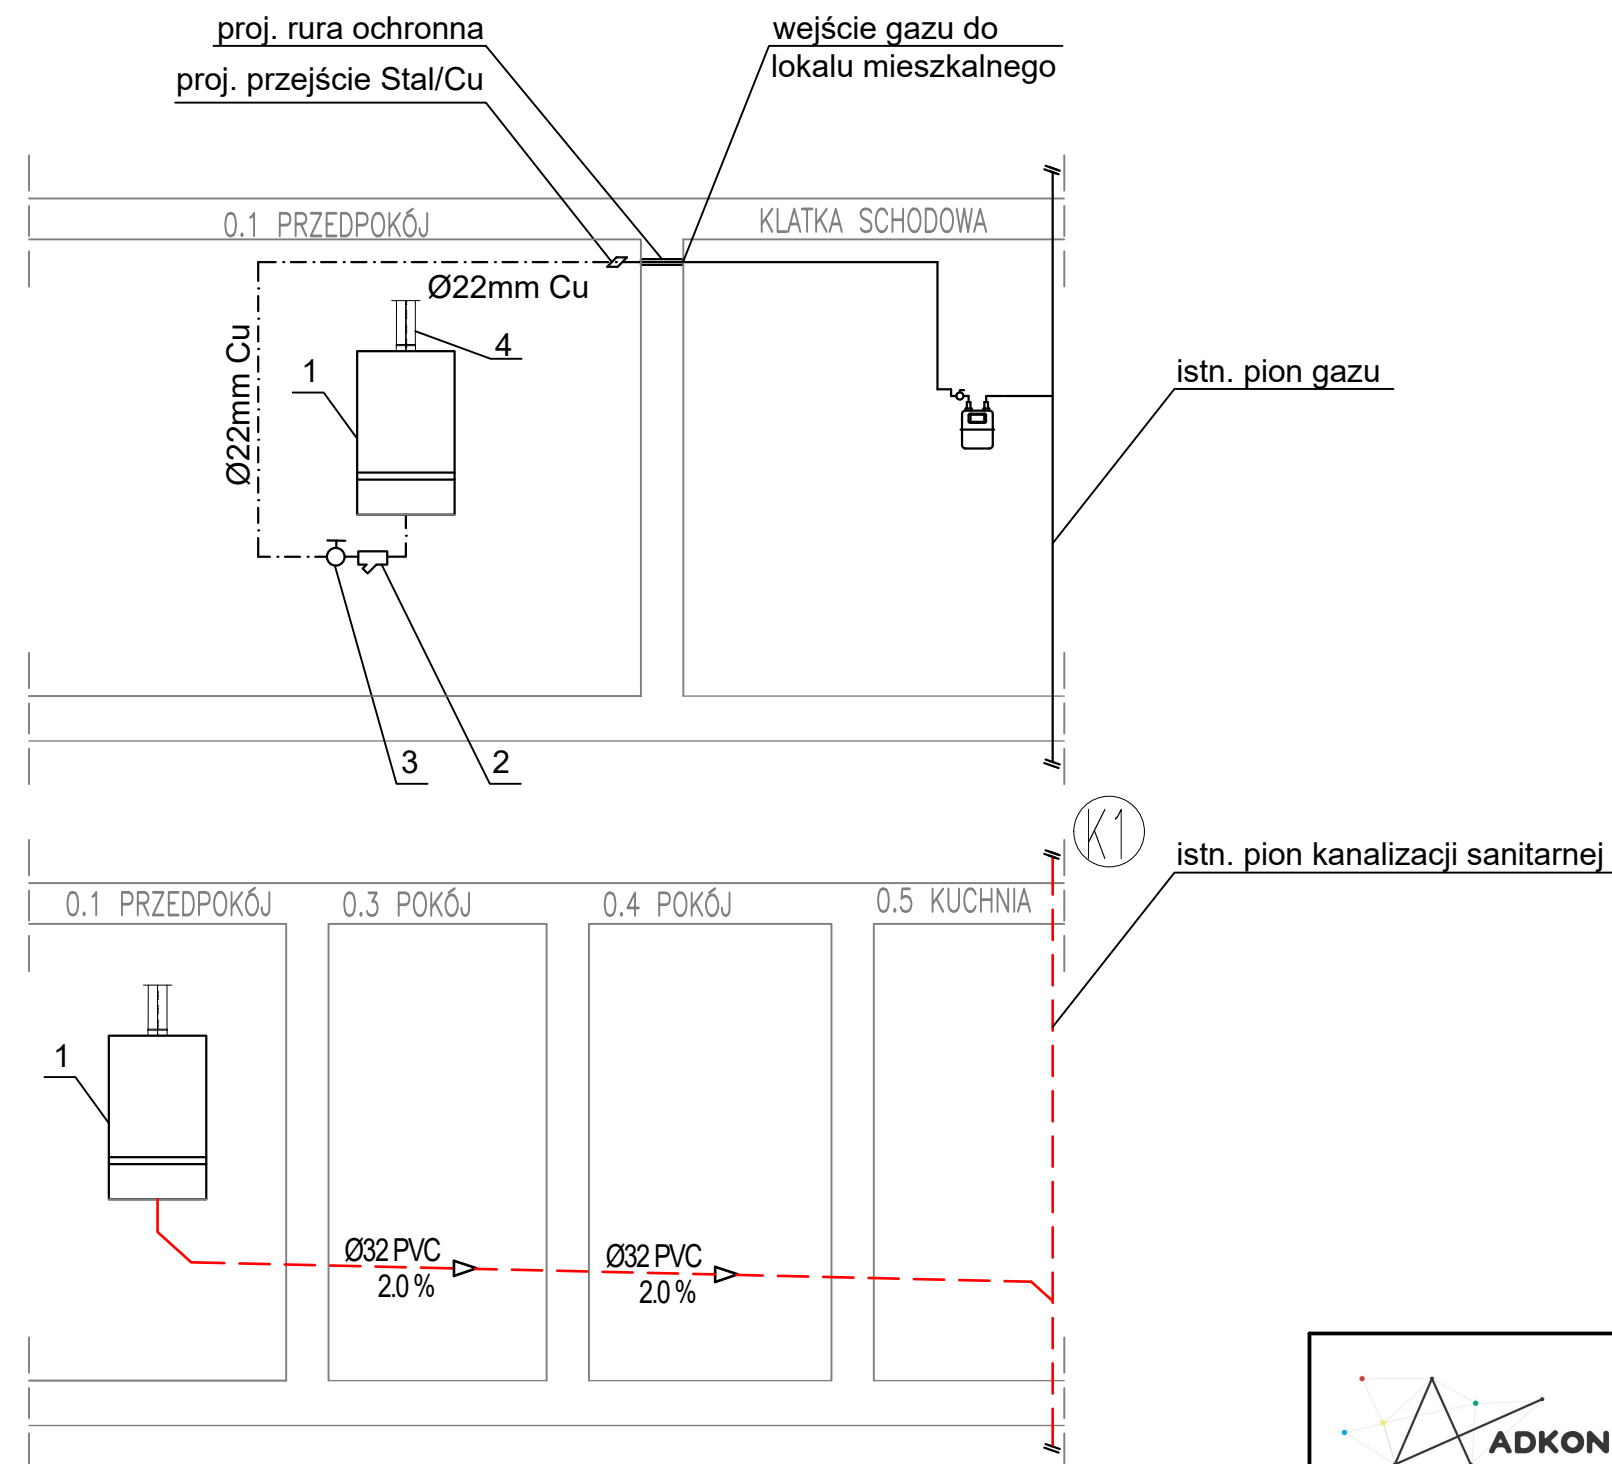 proj. rura ochronna
wejście gazu do
lokalu mieszkalnego
proj. przejście Stal/Cu
0.1 PRZEDPOKÓJ
KLATKA SCHODOWA
Ø22mm Cu
Ø22mm Cu
4
1
istn. pion gazu
3
2
K1
istn. pion kanalizacji sanitarnej
0.1 PRZEDPOKÓJ
0.3 POKÓJ
0.4 POKÓJ
0.5 KUCHNIA
1
Ø32 PVC
2.0 %
Ø32 PVC
2.0 %
ADKON